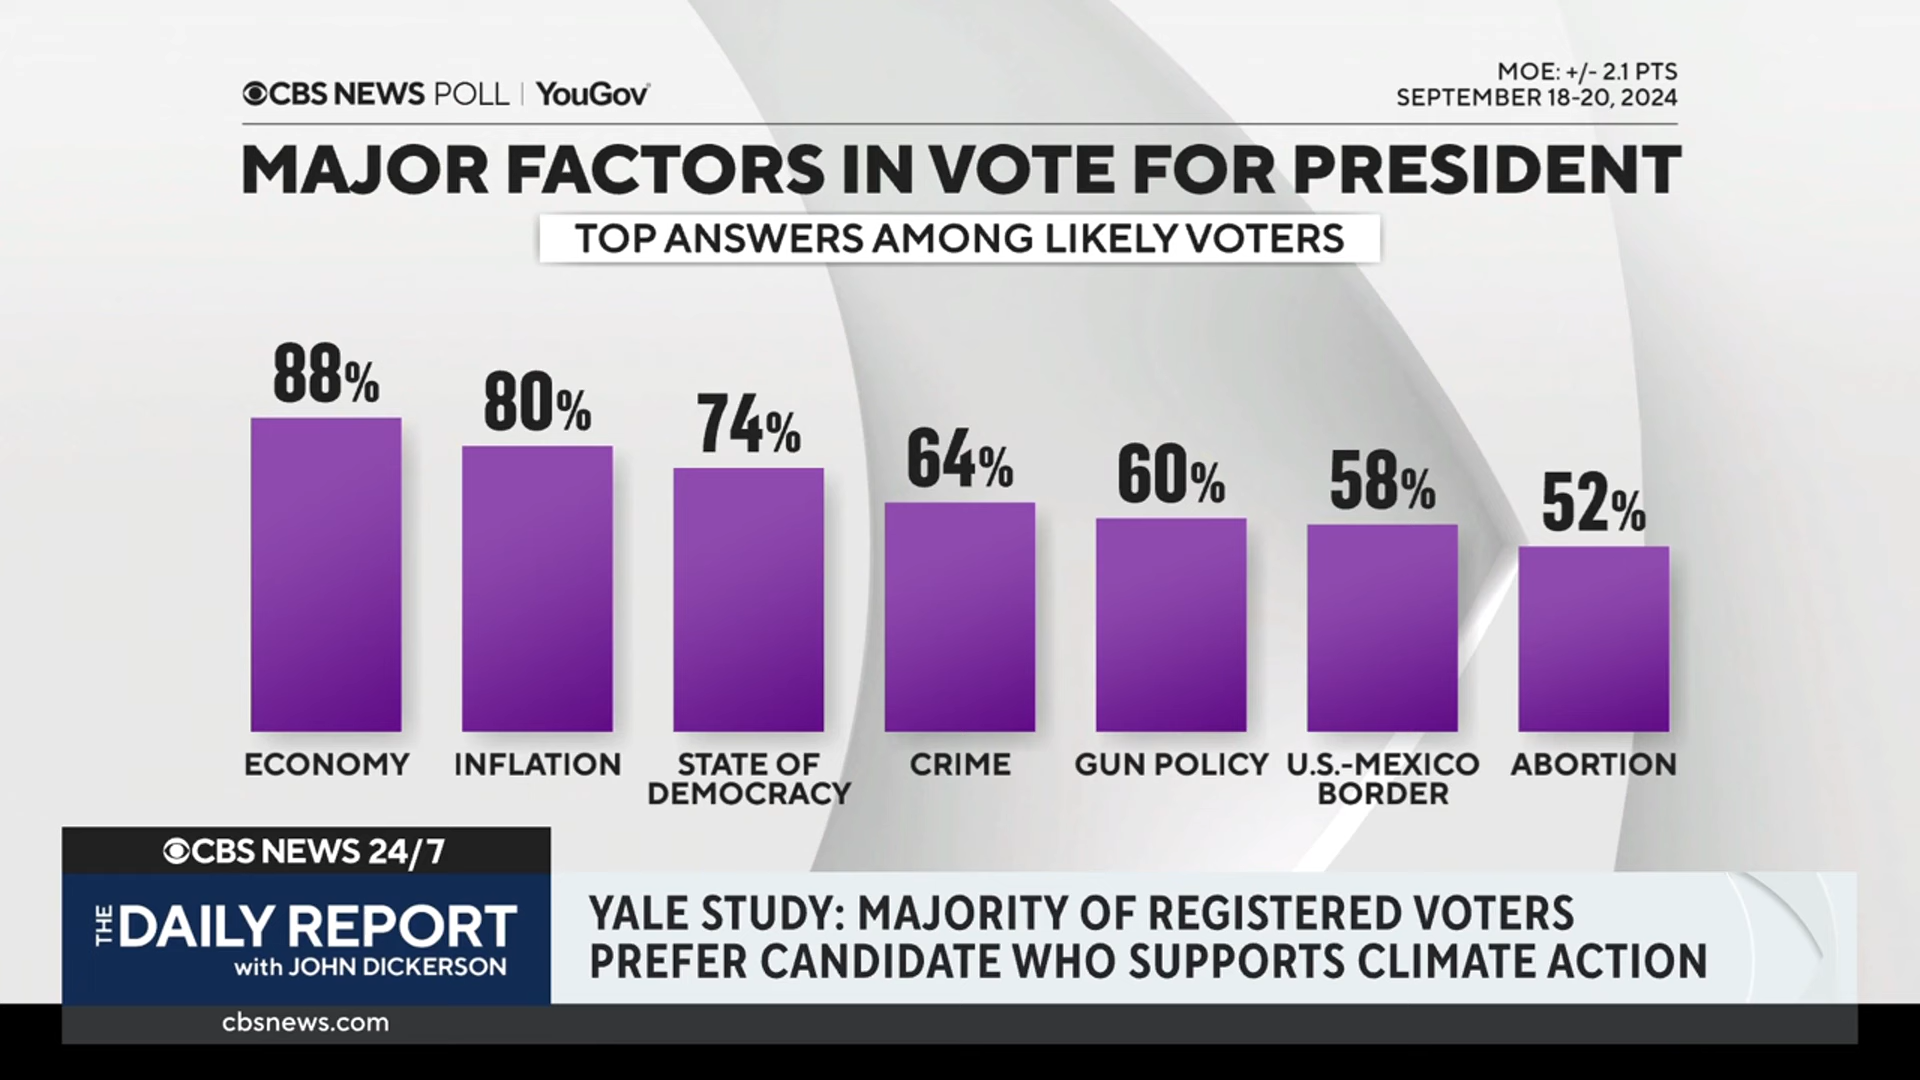 CBS NEWS POLL | YouGov
MOE: +/- 2.1 PTS
SEPTEMBER 18-20, 2024
MAJOR FACTORS IN VOTE FOR PRESIDENT
TOP ANSWERS AMONG LIKELY VOTERS
88%
80%
74%
64%
60%
58%
52%
ECONOMY
INFLATION
STATE OF
DEMOCRACY
CRIME
GUN POLICY
U.S.-MEXICO
BORDER
ABORTION
CBS NEWS 24/7
THE DAILY REPORT
with JOHN DICKERSON
YALE STUDY: MAJORITY OF REGISTERED VOTERS
PREFER CANDIDATE WHO SUPPORTS CLIMATE ACTION
cbsnews.com